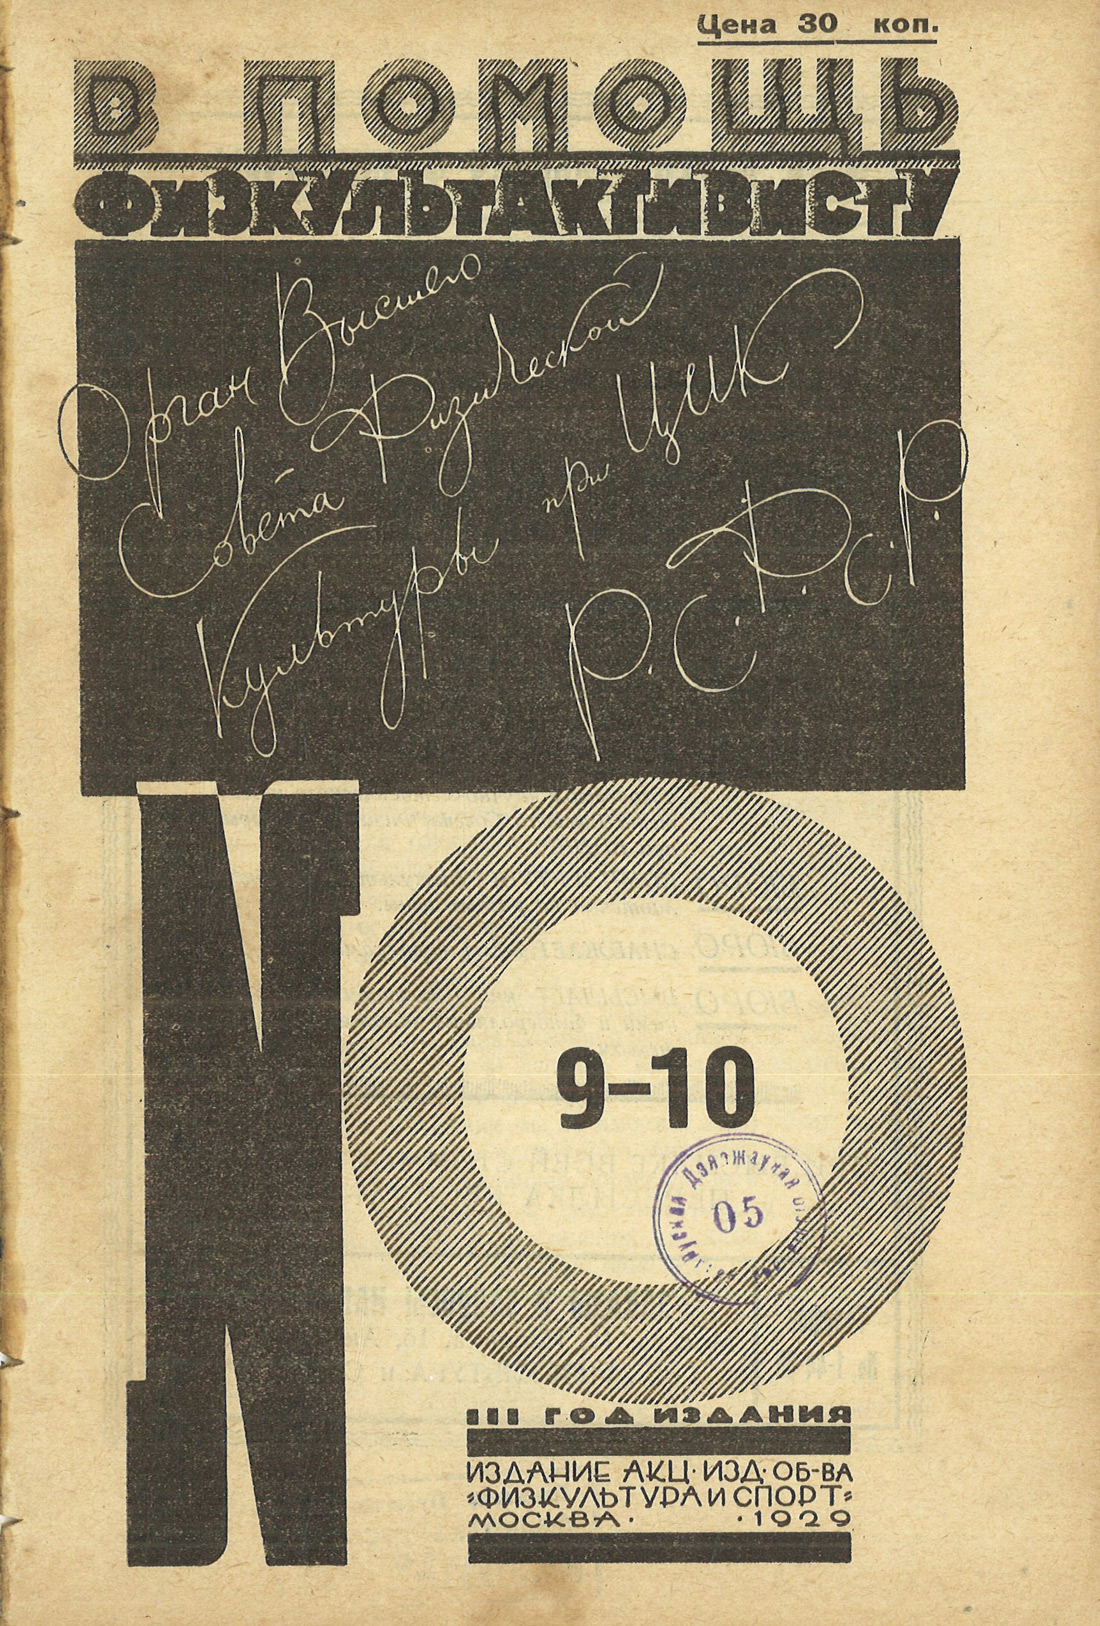 Цена 30 коп.
В ПОМОЩЬ
ФИЗКУЛЬТАКТИВИСТУ
Орган Высшего
Совета Физической
Культуры при ЦИК
Р.С.Ф.С.Р.
№
9–10
Дзяржаўная
05
III ГОД ИЗДАНИЯ
ИЗДАНИЕ АКЦ·ИЗД·ОБ-ВА
"ФИЗКУЛЬТУРА И СПОРТ"
МОСКВА · · 1929